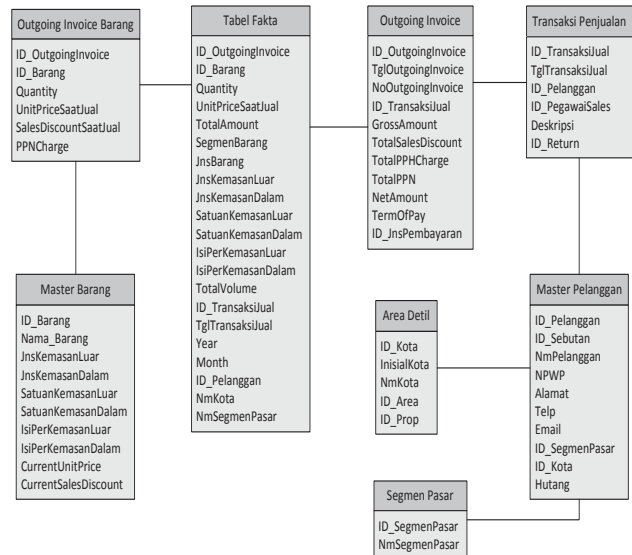 Outgoing Invoice Barang
ID_OutgoingInvoice
ID_Barang
Quantity
UnitPriceSaatJual
SalesDiscountSaatJual
PPNCharge
Tabel Fakta
ID_OutgoingInvoice
ID_Barang
Quantity
UnitPriceSaatJual
TotalAmount
SegmenBarang
JnsBarang
JnsKemasanLuar
JnsKemasanDalam
SatuanKemasanLuar
SatuanKemasanDalam
IsiPerKemasanLuar
IsiPerKemasanDalam
TotalVolume
ID_TransaksiJual
TglTransaksiJual
Year
Month
ID_Pelanggan
NmKota
NmSegmenPasar
Outgoing Invoice
ID_OutgoingInvoice
TglOutgoingInvoice
NoOutgoingInvoice
ID_TransaksiJual
GrossAmount
TotalSalesDiscount
TotalPPHCharge
TotalPPN
NetAmount
TermOfPay
ID_JnsPembayaran
Transaksi Penjualan
ID_TransaksiJual
TglTransaksiJual
ID_Pelanggan
ID_PegawaiSales
Deskripsi
ID_Return
Master Barang
ID_Barang
Nama_Barang
JnsKemasanLuar
JnsKemasanDalam
SatuanKemasanLuar
SatuanKemasanDalam
IsiPerKemasanLuar
IsiPerKemasanDalam
CurrentUnitPrice
CurrentSalesDiscount
Area Detil
ID_Kota
InisialKota
NmKota
ID_Area
ID_Prop
Master Pelanggan
ID_Pelanggan
ID_Sebutan
NmPelanggan
NPWP
Alamat
Telp
Email
ID_SegmenPasar
ID_Kota
Hutang
Segmen Pasar
ID_SegmenPasar
NmSegmenPasar